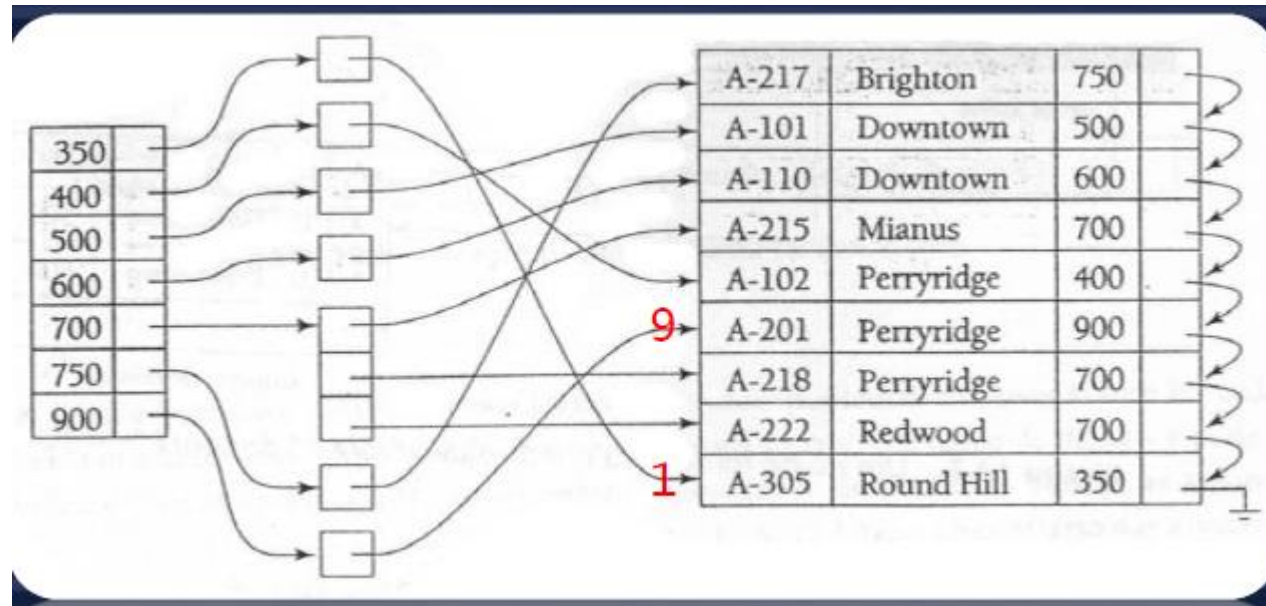 350
400
500
600
700
750
900
A-217 Brighton 750
A-101 Downtown 500
A-110 Downtown 600
A-215 Mianus 700
A-102 Perryridge 400
9 A-201 Perryridge 900
A-218 Perryridge 700
A-222 Redwood 700
1 A-305 Round Hill 350